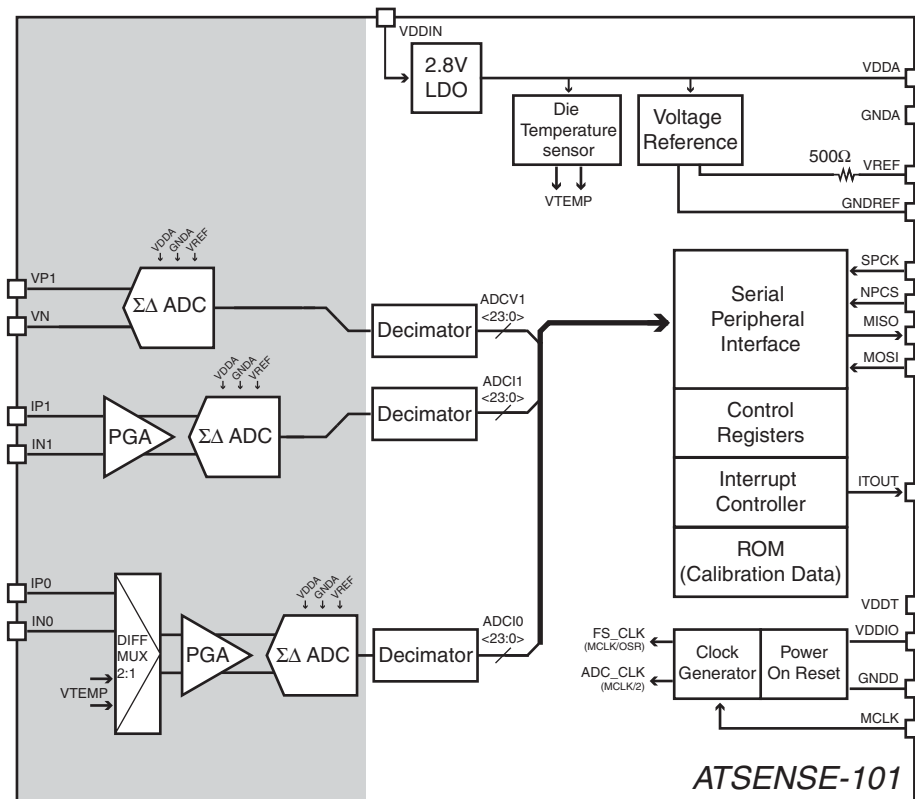 VDDIN
2.8V
LDO
VDDA
GNDA
Die
Temperature
sensor
Voltage
Reference
500Ω
VREF
VTEMP
GNDREF
VDDA
GNDA
VREF
VP1
VN
ΣΔ ADC
Decimator
ADCV1
<23:0>
Serial
Peripheral
Interface
SPCK
NPCS
MISO
MOSI
VDDA
GNDA
VREF
IP1
IN1
PGA
ΣΔ ADC
Decimator
ADCI1
<23:0>
Control
Registers
Interrupt
Controller
ITOUT
ROM
(Calibration Data)
IP0
IN0
DIFF
MUX
2:1
VTEMP
PGA
VDDA
GNDA
VREF
ΣΔ ADC
Decimator
ADCI0
<23:0>
VDDT
FS_CLK
(MCLK/OSR)
ADC_CLK
(MCLK/2)
Clock
Generator
Power
On Reset
VDDIO
GNDD
MCLK
ATSENSE-101